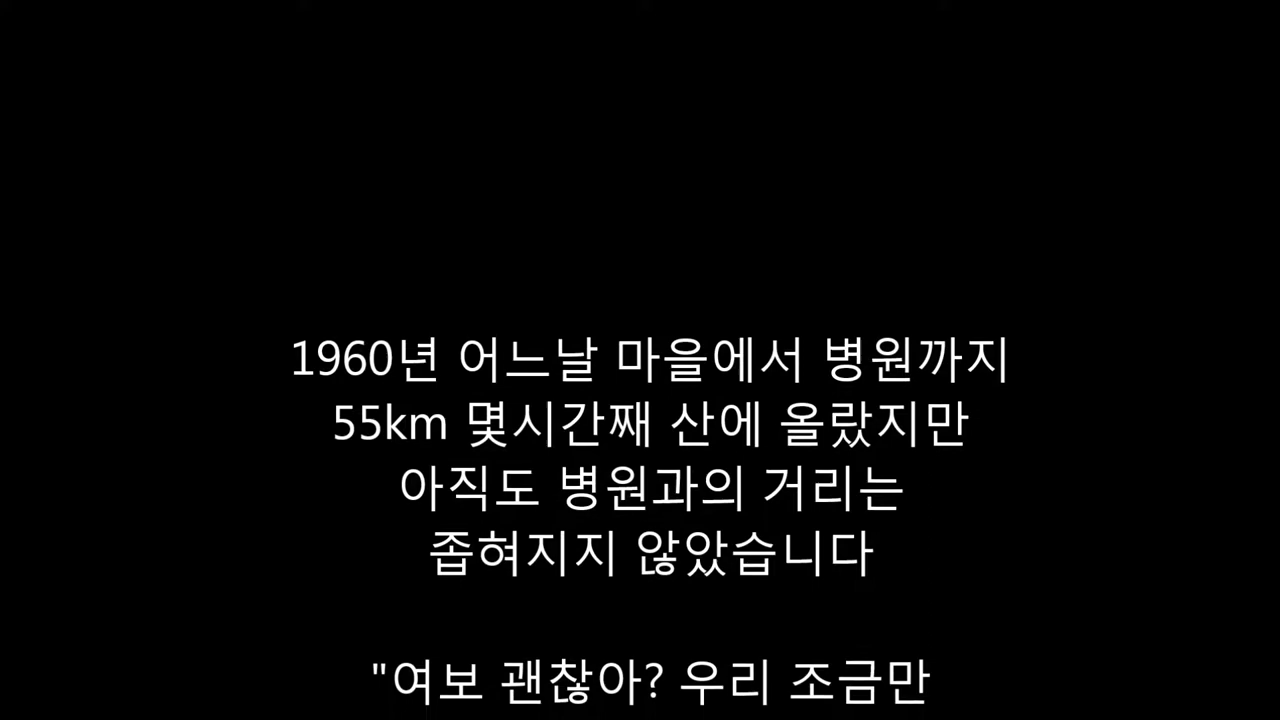 1960년 어느날 마을에서 병원까지
55km 몇시간째 산에 올랐지만
아직도 병원과의 거리는
좁혀지지 않았습니다
"여보 괜찮아? 우리 조금만